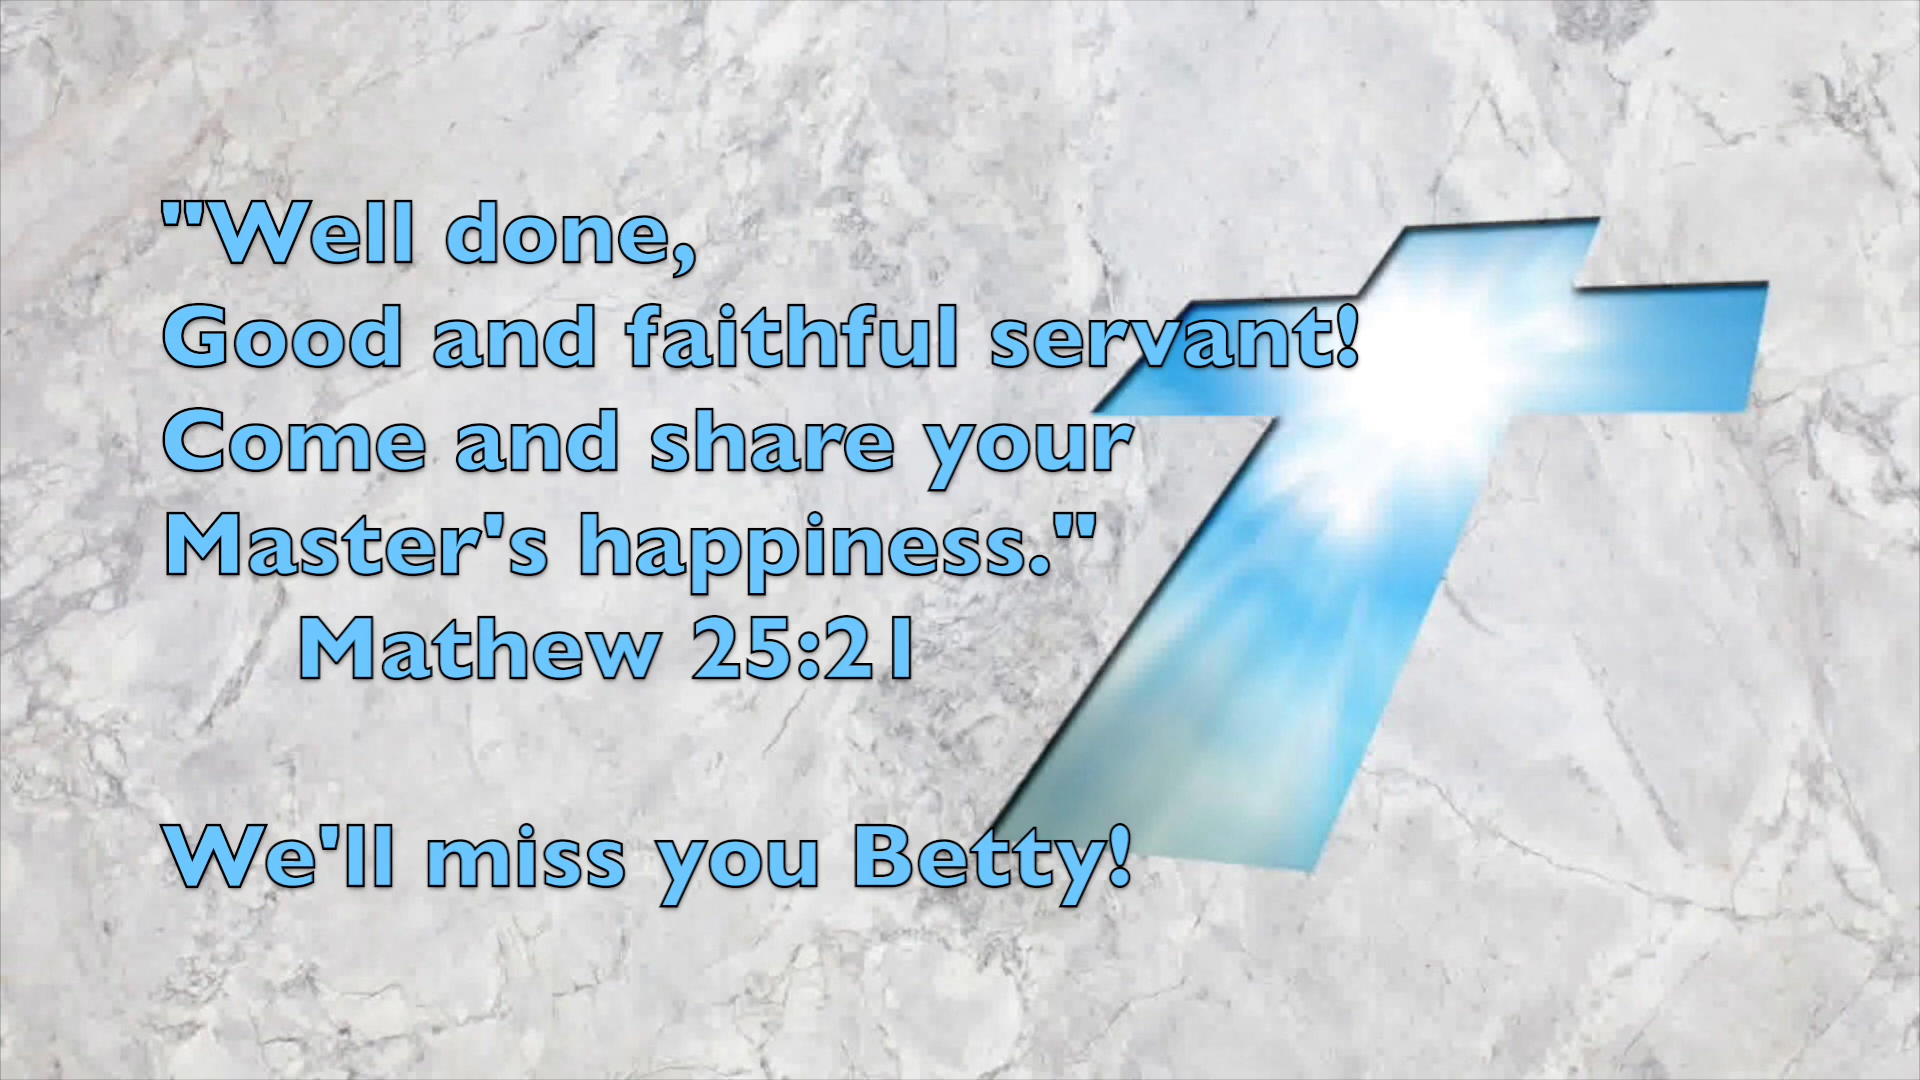 "Well done,
Good and faithful servant!
Come and share your
Master's happiness."
Mathew 25:21
We'll miss you Betty!